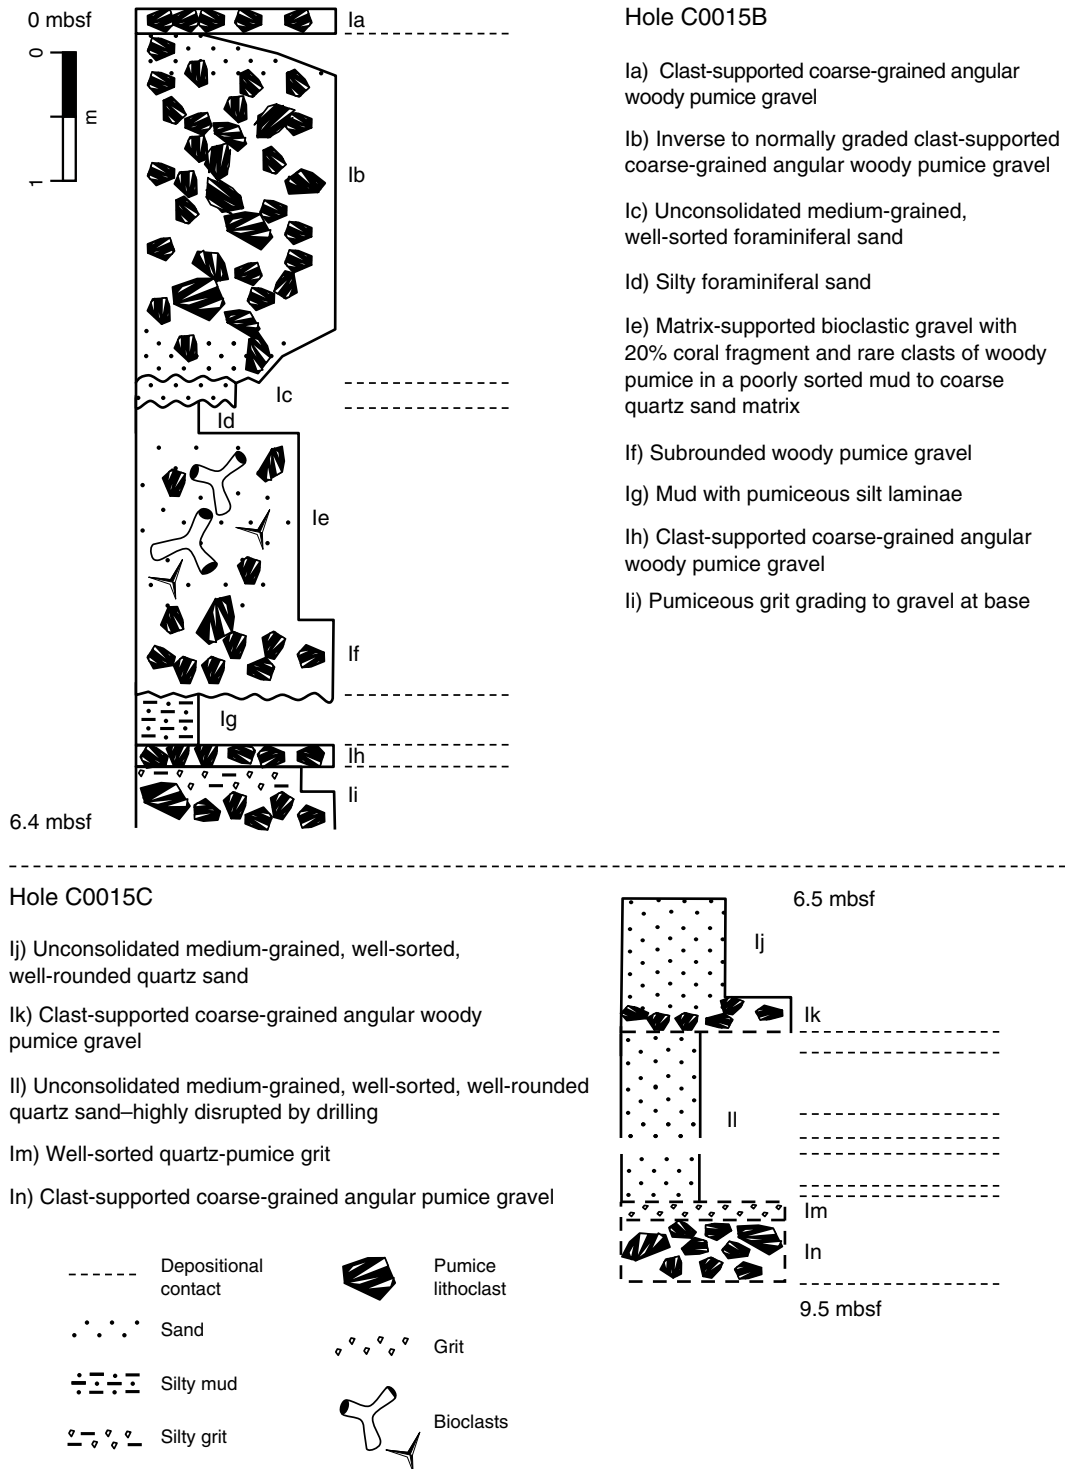 0 mbsf
0
1
m
Ia
Ib
Ic
Id
Ie
If
Ig
Ih
Ii
6.4 mbsf
Hole C0015B
Ia) Clast-supported coarse-grained angular
woody pumice gravel
Ib) Inverse to normally graded clast-supported
coarse-grained angular woody pumice gravel
Ic) Unconsolidated medium-grained,
well-sorted foraminiferal sand
Id) Silty foraminiferal sand
Ie) Matrix-supported bioclastic gravel with
20% coral fragment and rare clasts of woody
pumice in a poorly sorted mud to coarse
quartz sand matrix
If) Subrounded woody pumice gravel
Ig) Mud with pumiceous silt laminae
Ih) Clast-supported coarse-grained angular
woody pumice gravel
Ii) Pumiceous grit grading to gravel at base
Hole C0015C
Ij) Unconsolidated medium-grained, well-sorted,
well-rounded quartz sand
Ik) Clast-supported coarse-grained angular woody
pumice gravel
Il) Unconsolidated medium-grained, well-sorted, well-rounded
quartz sand–highly disrupted by drilling
Im) Well-sorted quartz-pumice grit
In) Clast-supported coarse-grained angular pumice gravel
6.5 mbsf
Ij
Ik
Il
Im
In
9.5 mbsf
Depositional
contact
Sand
Silty mud
Silty grit
Pumice
lithoclast
Grit
Bioclasts